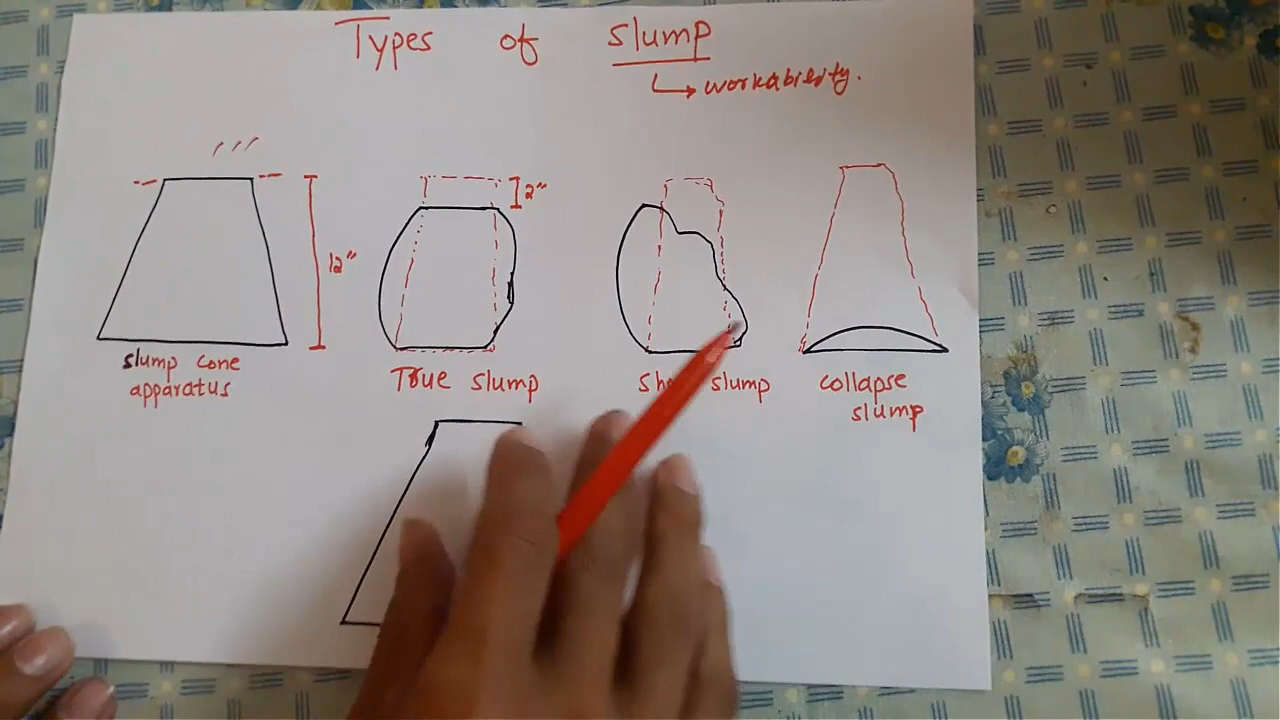 Types of slump
↳ workability.
12"
2"
slump cone
apparatus
True slump
slump
collapse
slump